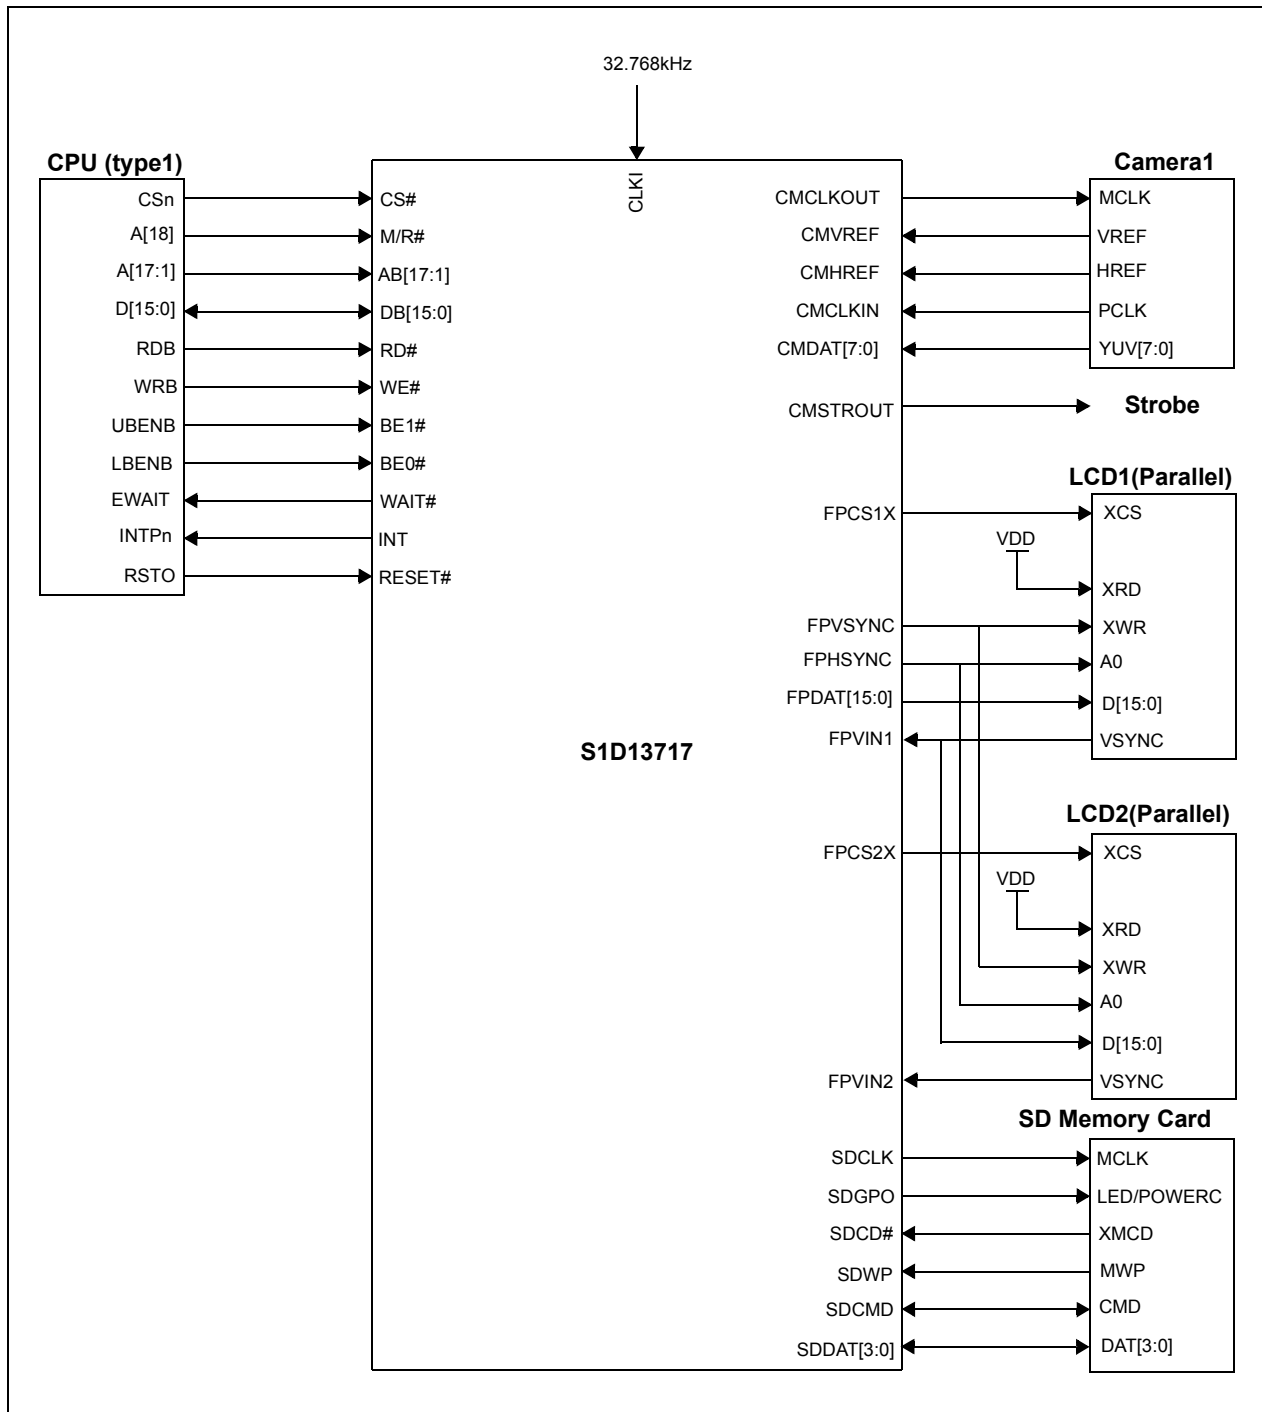 32.768kHz
CPU (type1)
CSn
A[18]
A[17:1]
D[15:0]
RDB
WRB
UBENB
LBENB
EWAIT
INTPn
RSTO
CLKI
CS#
M/R#
AB[17:1]
DB[15:0]
RD#
WE#
BE1#
BE0#
WAIT#
INT
RESET#
S1D13717
CMCLKOUT
CMVREF
CMHREF
CMCLKIN
CMDAT[7:0]
CMSTROUT
FPCS1X
FPVSYNC
FPHSYNC
FPDAT[15:0]
FPVIN1
FPCS2X
FPVIN2
SDCLK
SDGPO
SDCD#
SDWP
SDCMD
SDDAT[3:0]
Camera1
MCLK
VREF
HREF
PCLK
YUV[7:0]
Strobe
LCD1(Parallel)
XCS
VDD
XRD
XWR
A0
D[15:0]
VSYNC
LCD2(Parallel)
XCS
VDD
XRD
XWR
A0
D[15:0]
VSYNC
SD Memory Card
MCLK
LED/POWERC
XMCD
MWP
CMD
DAT[3:0]